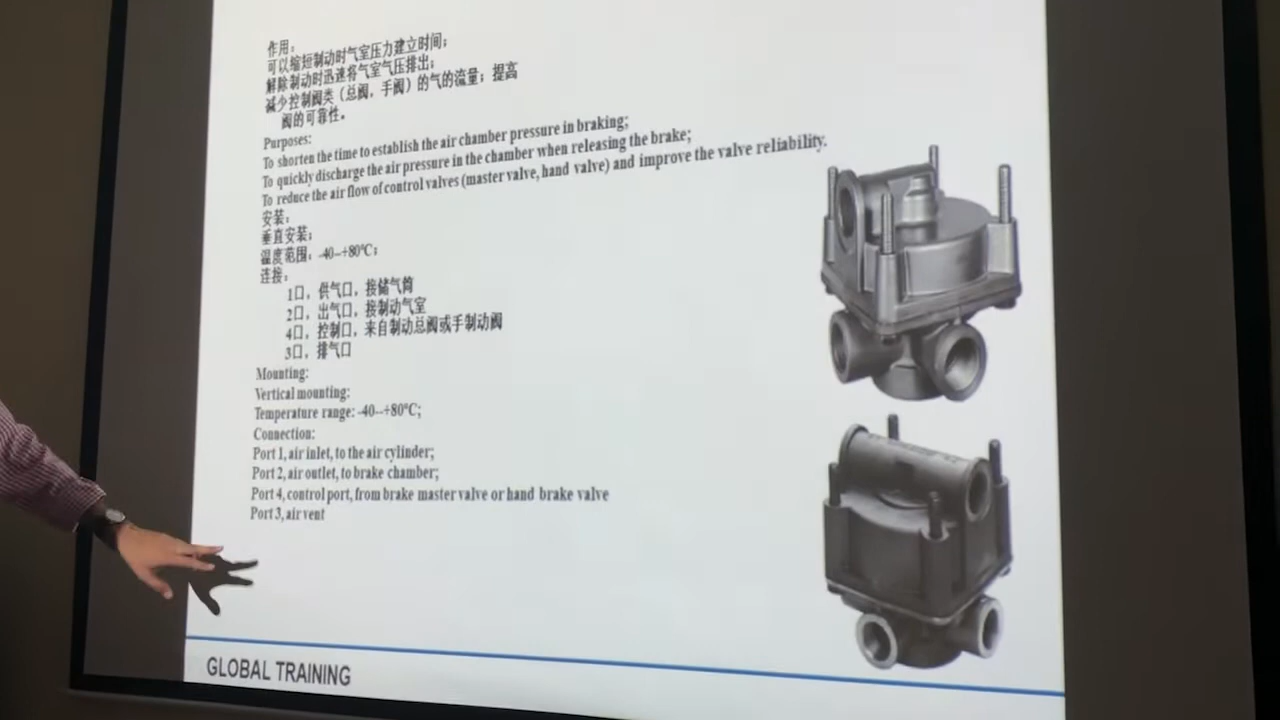 作用：
可以缩短制动时气室压力建立时间；
解除制动时迅速将气室气压排出；
减少控制阀类（总阀，手阀）的气的流量；提高
阀的可靠性。
Purposes:
To shorten the time to establish the air chamber pressure in braking;
To quickly discharge the air pressure in the chamber when releasing the brake;
To reduce the air flow of control valves (master valve, hand valve) and improve the valve reliability.
安装：
垂直安装；
温度范围：-40--+80℃；
连接：
1口，供气口，接储气筒
2口，出气口，接制动气室
4口，控制口，来自制动总阀或手制动阀
3口，排气口
Mounting:
Vertical mounting:
Temperature range: -40--+80℃;
Connection:
Port 1, air inlet, to the air cylinder;
Port 2, air outlet, to brake chamber;
Port 4, control port, from brake master valve or hand brake valve
Port 3, air vent
GLOBAL TRAINING